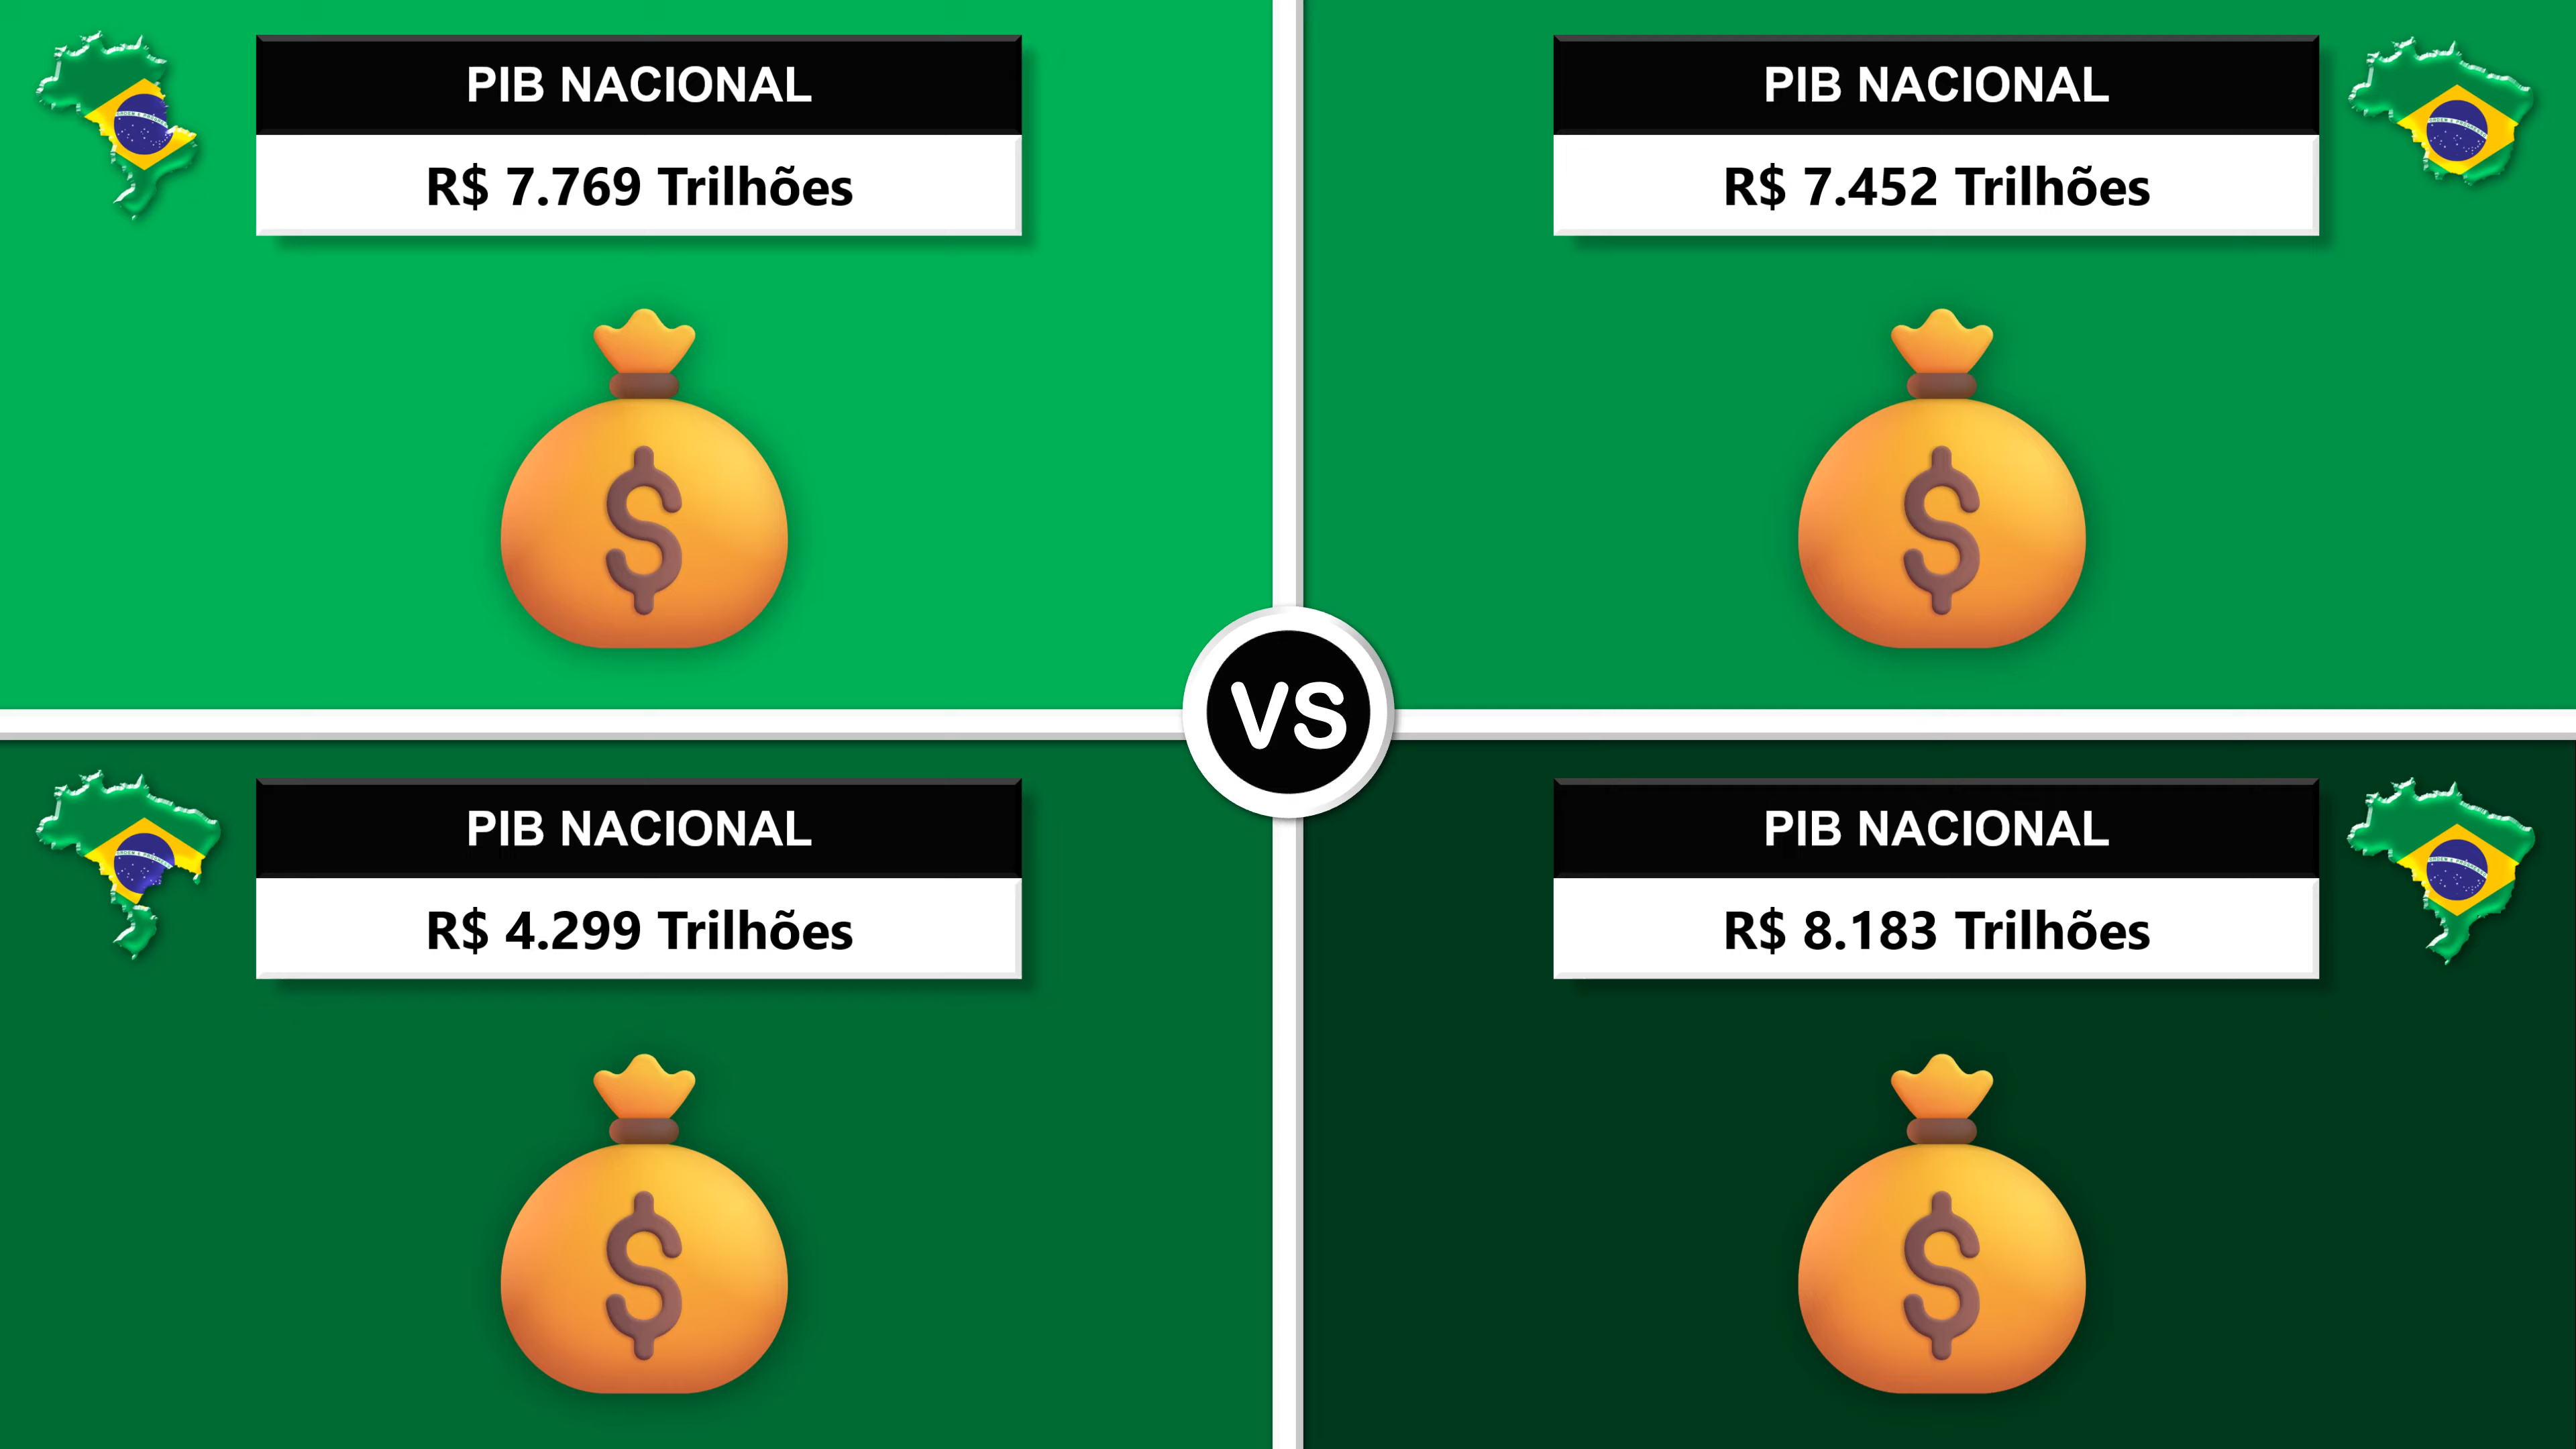 PIB NACIONAL
R$ 7.769 Trilhões
PIB NACIONAL
R$ 7.452 Trilhões
VS
PIB NACIONAL
R$ 4.299 Trilhões
PIB NACIONAL
R$ 8.183 Trilhões